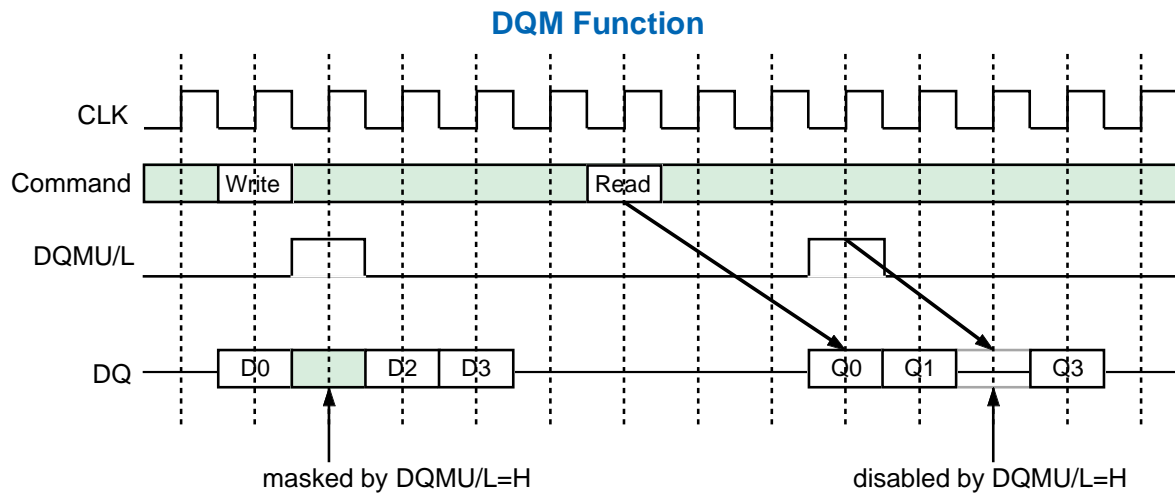 DQM Function
CLK
Command
Write
Read
DQMU/L
DQ
D0
D2
D3
Q0
Q1
Q3
masked by DQMU/L=H
disabled by DQMU/L=H